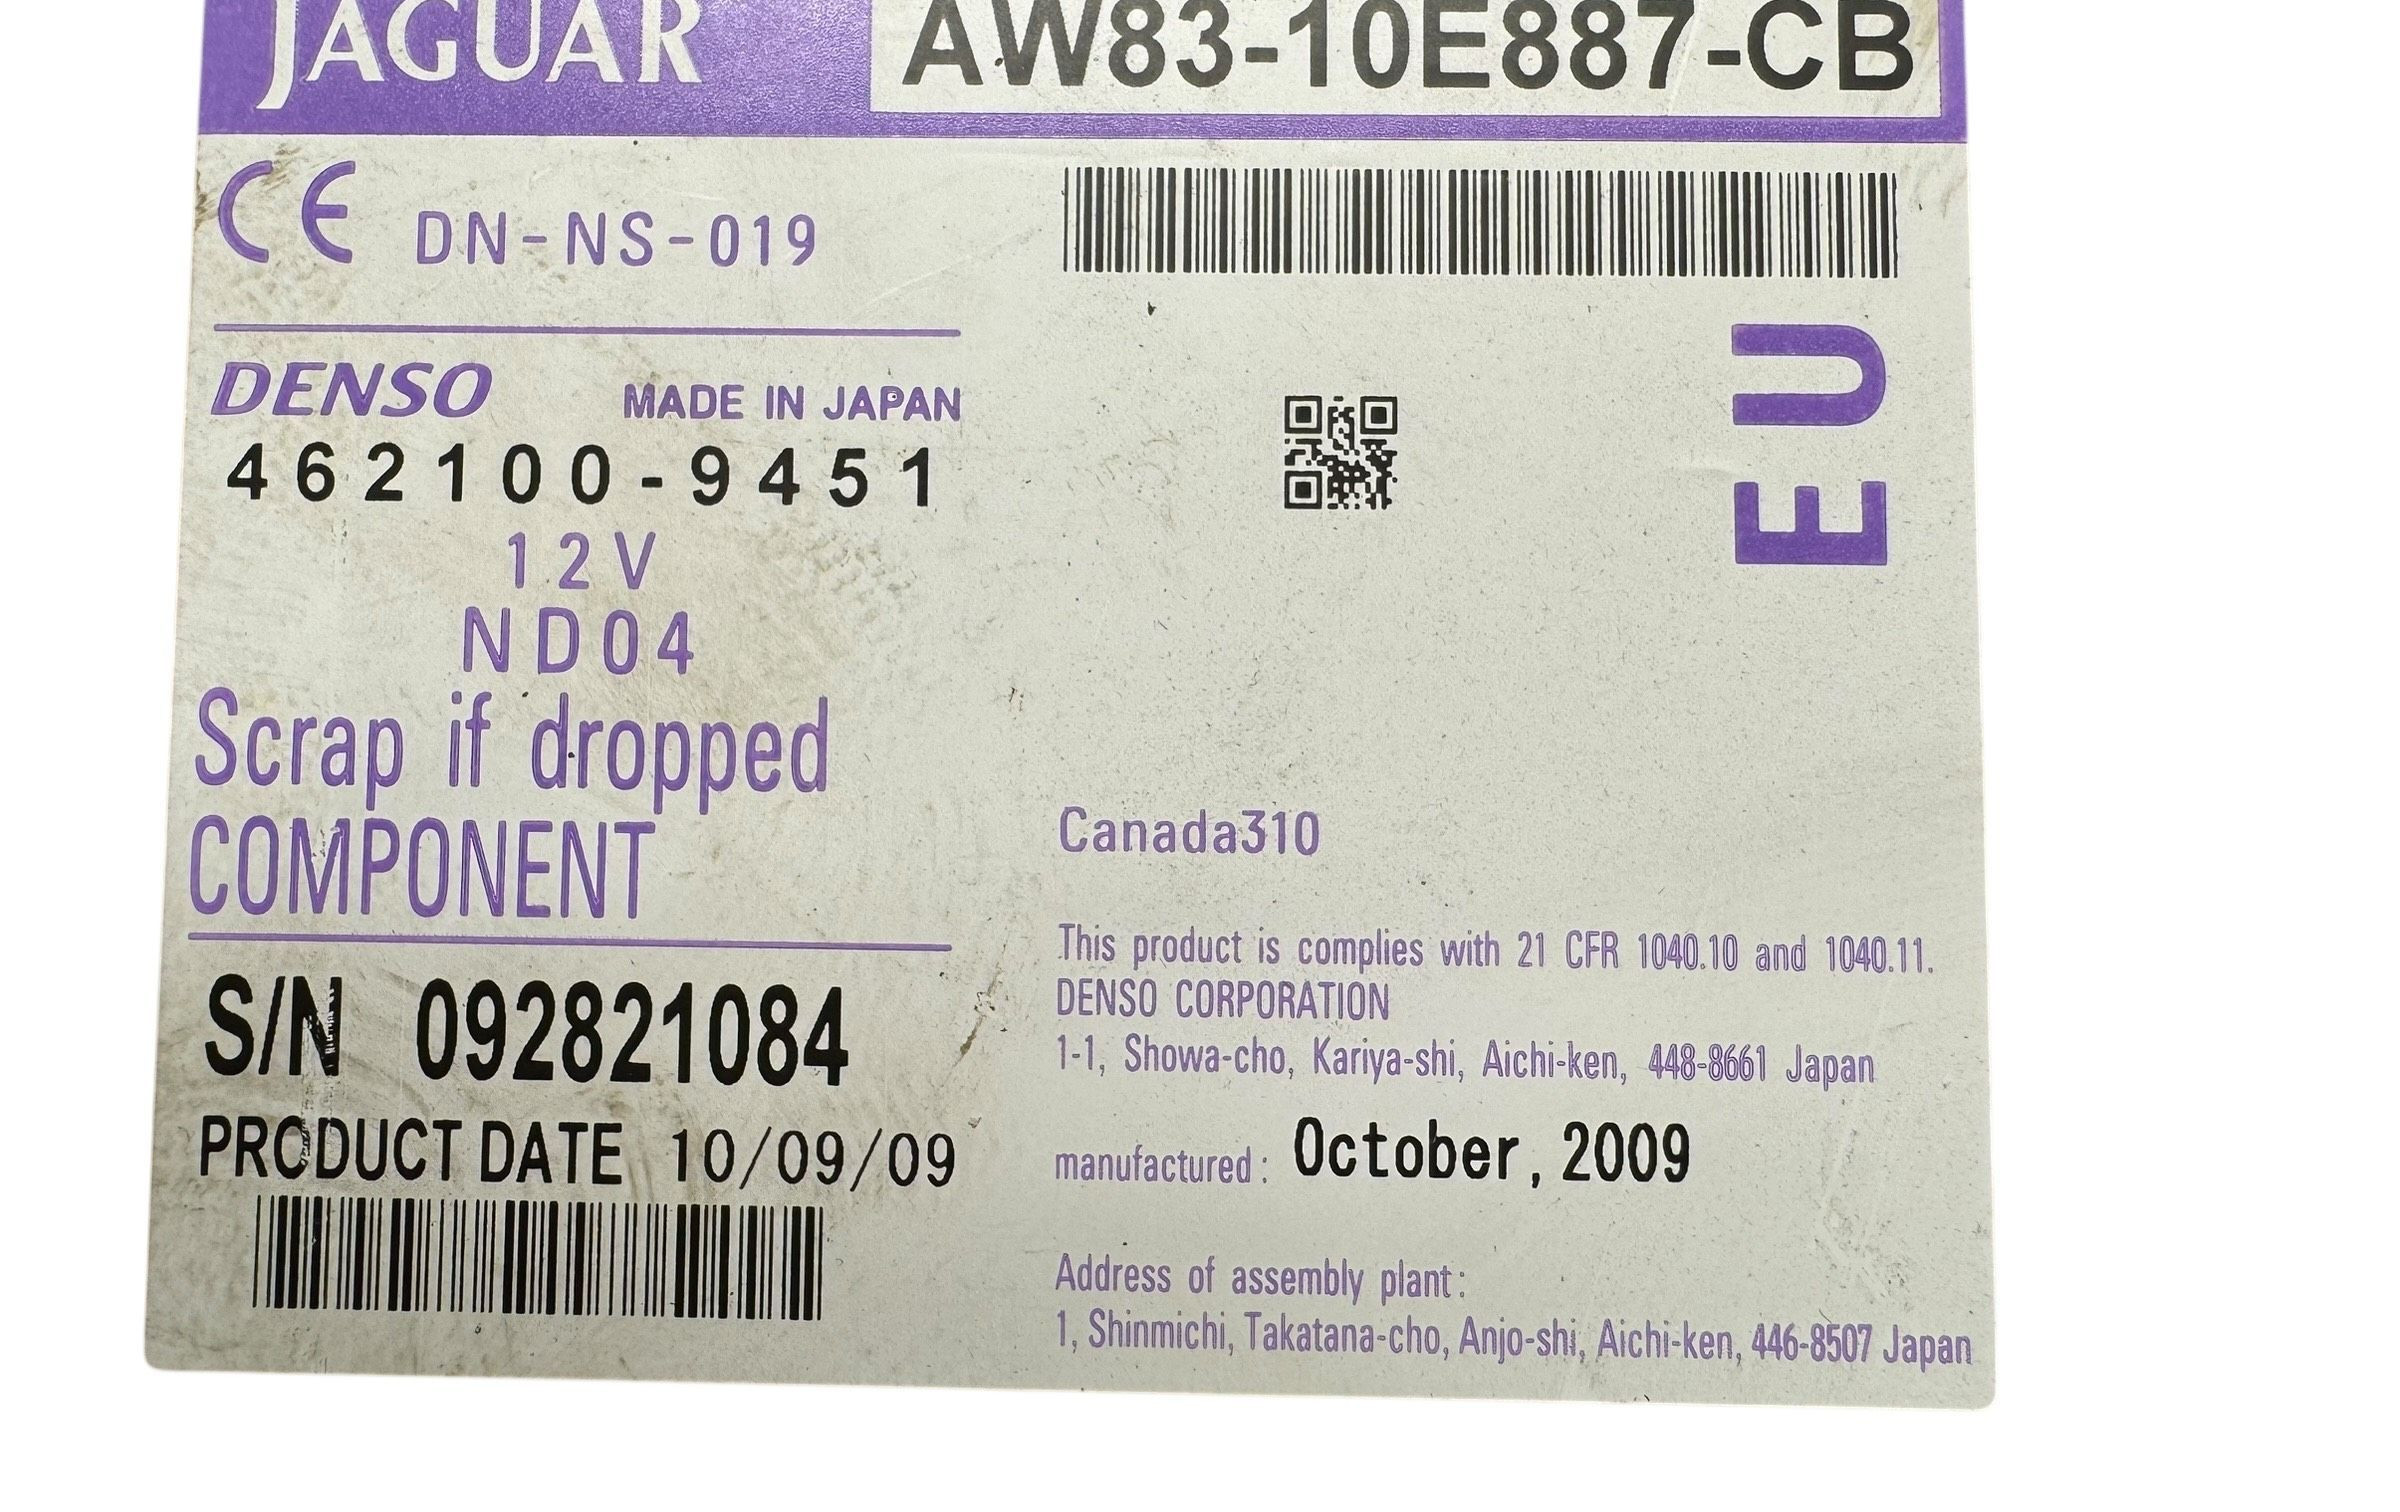 JAGUAR
AW83-10E887-CB
CE DN-NS-019
DENSO MADE IN JAPAN
462100-9451
12V
ND04
Scrap if dropped
COMPONENT
S/N 092821084
PRODUCT DATE 10/09/09
EU
Canada310
This product is complies with 21 CFR 1040.10 and 1040.11.
DENSO CORPORATION
1-1, Showa-cho, Kariya-shi, Aichi-ken, 448-8661 Japan
manufactured: October, 2009
Address of assembly plant:
1, Shinmichi, Takatana-cho, Anjo-shi, Aichi-ken, 446-8507 Japan